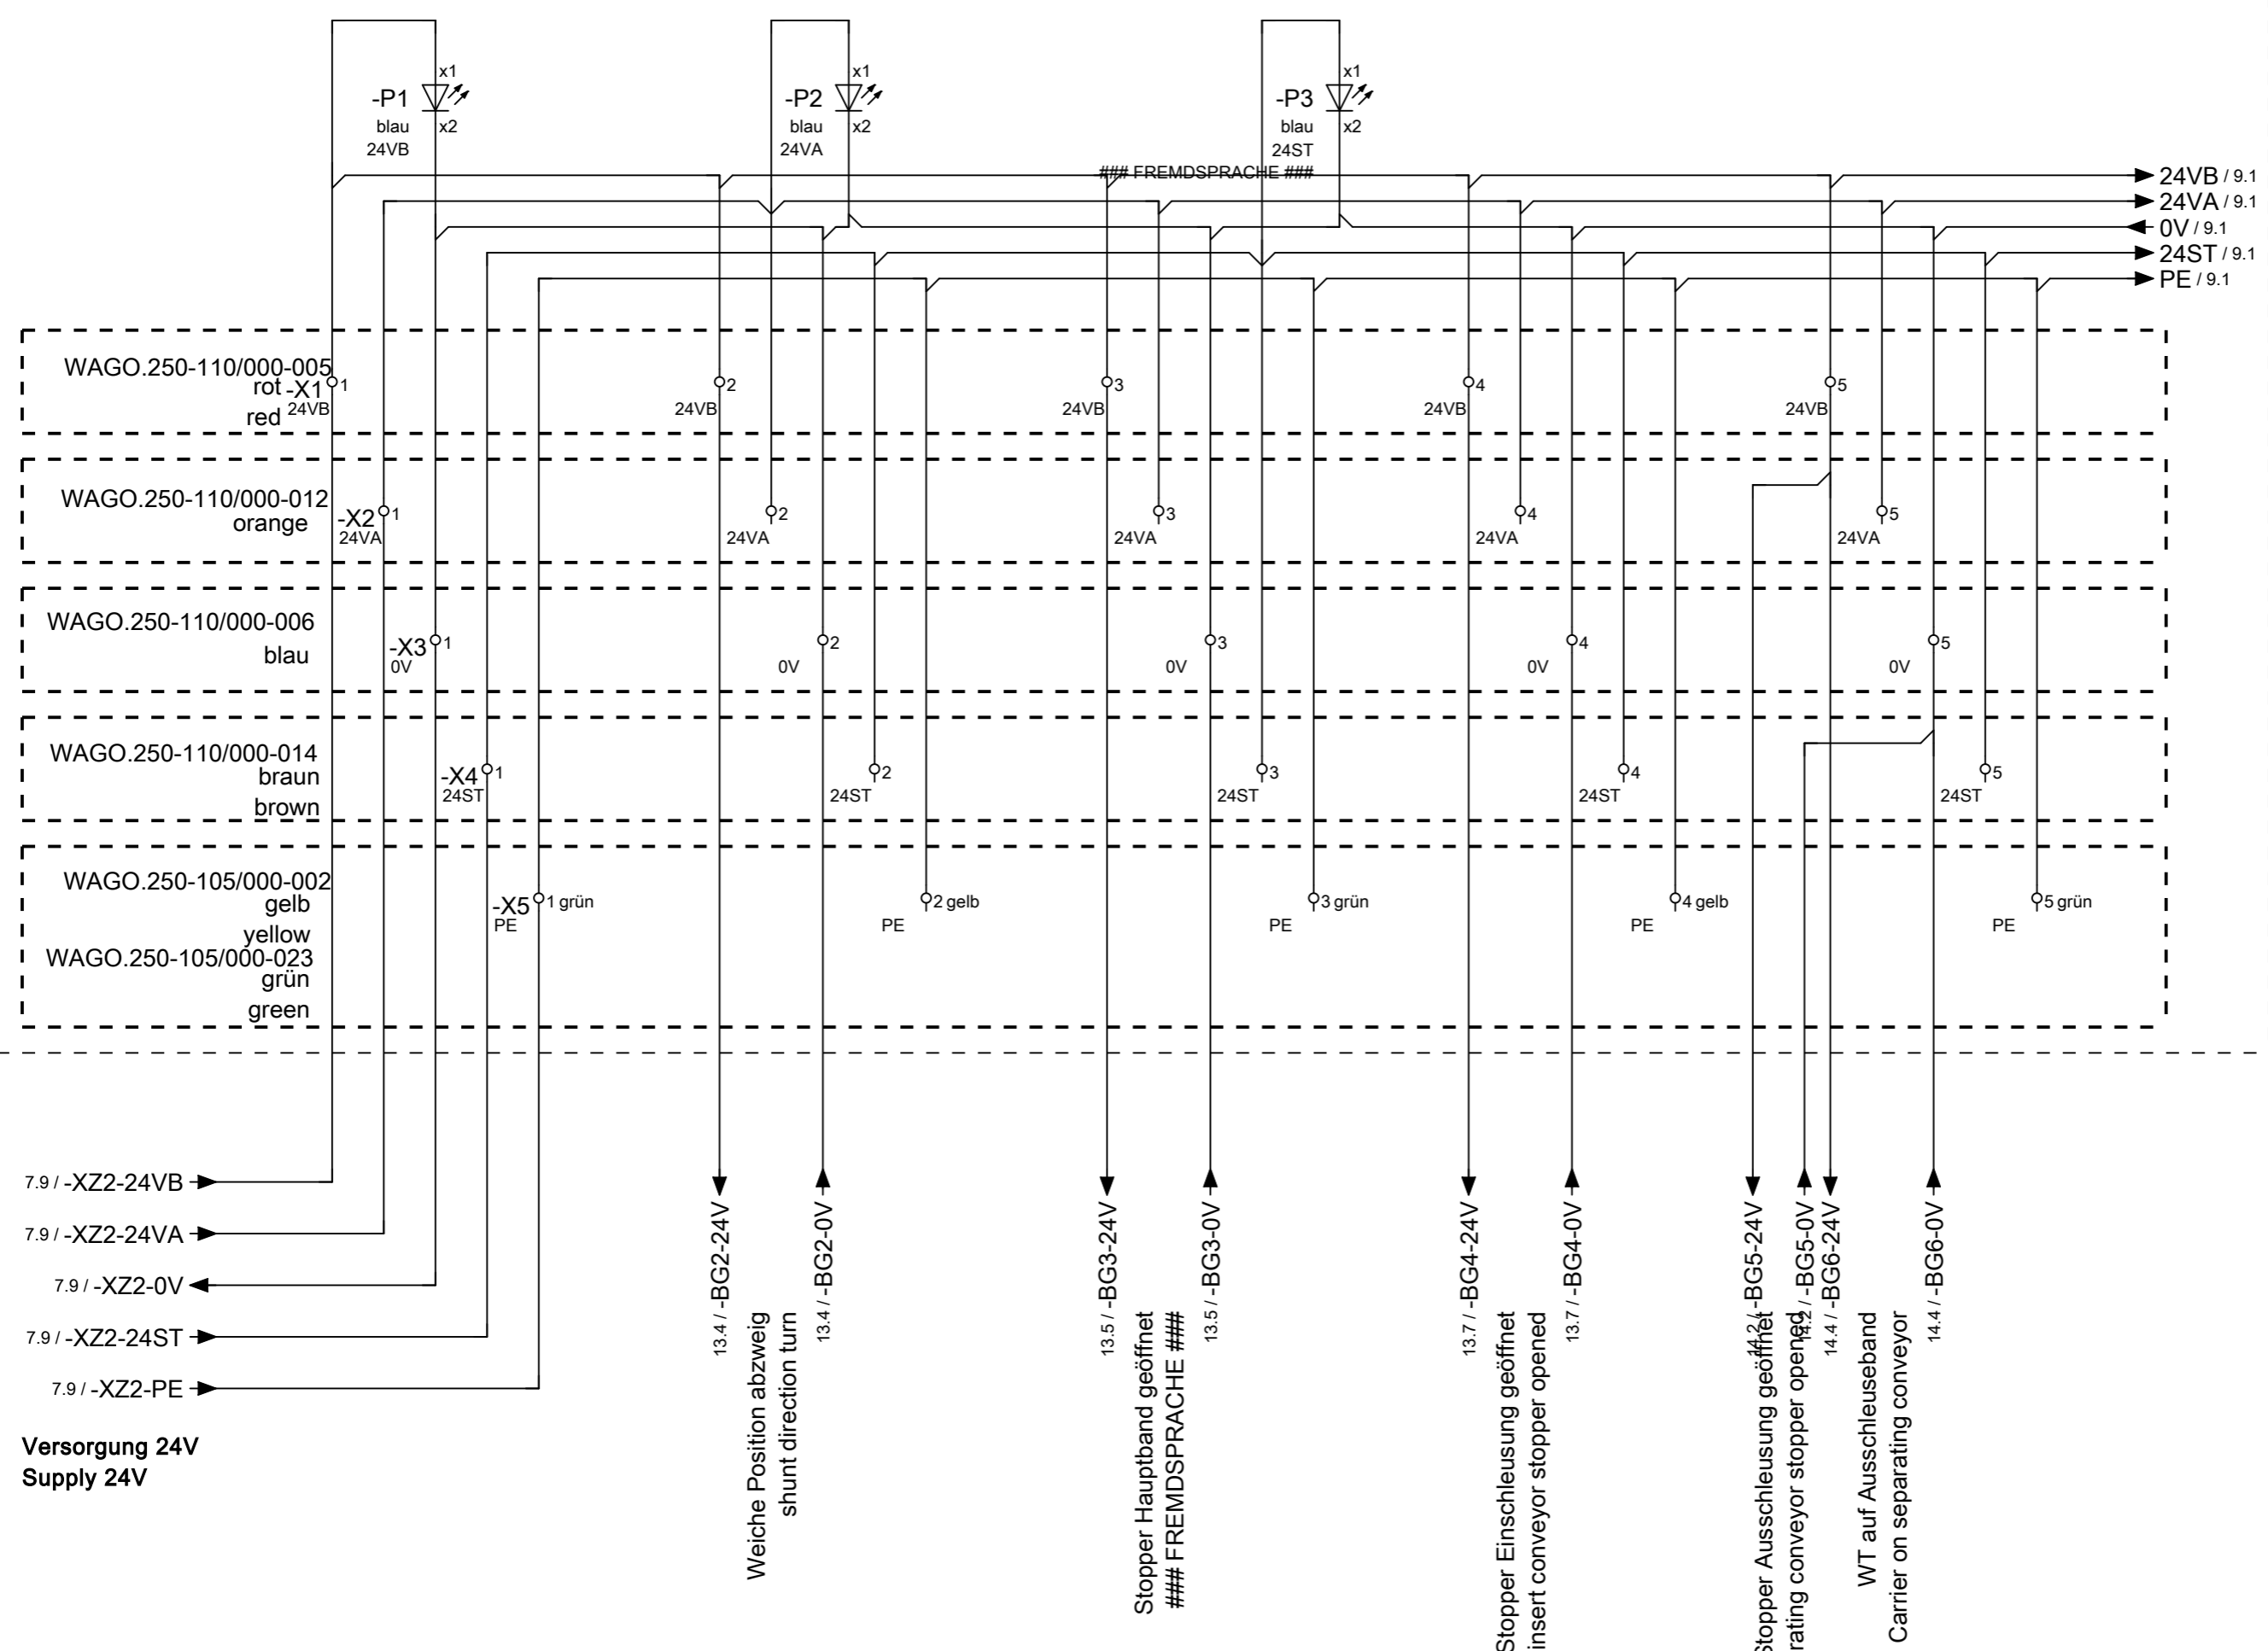 x1
-P1
blau
x2
24VB
x1
-P2
blau
x2
24VA
x1
-P3
blau
x2
24ST
### FREMDSPRACHE ###
24VB / 9.1
24VA / 9.1
0V / 9.1
24ST / 9.1
PE / 9.1
WAGO.250-110/000-005
rot
-X1
1
24VB
red
2
24VB
3
24VB
4
24VB
5
24VB
WAGO.250-110/000-012
orange
-X2
1
24VA
2
24VA
3
24VA
4
24VA
5
24VA
WAGO.250-110/000-006
blau
-X3
1
0V
2
0V
3
0V
4
0V
5
0V
WAGO.250-110/000-014
braun
brown
-X4
1
24ST
2
24ST
3
24ST
4
24ST
5
24ST
WAGO.250-105/000-002
gelb
yellow
WAGO.250-105/000-023
grün
green
-X5
1 grün
PE
2 gelb
PE
3 grün
PE
4 gelb
PE
5 grün
PE
7.9 / -XZ2-24VB
7.9 / -XZ2-24VA
7.9 / -XZ2-0V
7.9 / -XZ2-24ST
7.9 / -XZ2-PE
Versorgung 24V
Supply 24V
13.4 / -BG2-24V
Weiche Position abzweig
shunt direction turn
13.4 / -BG2-0V
13.5 / -BG3-24V
Stopper Hauptband geöffnet
### FREMDSPRACHE ###
13.5 / -BG3-0V
13.7 / -BG4-24V
Stopper Einschleusung geöffnet
insert conveyor stopper opened
13.7 / -BG4-0V
14.2 / -BG5-24V
Stopper Ausschleusung geöffnet
rating conveyor stopper opened
14.2 / -BG5-0V
14.4 / -BG6-24V
WT auf Ausschleuseband
Carrier on separating conveyor
14.4 / -BG6-0V